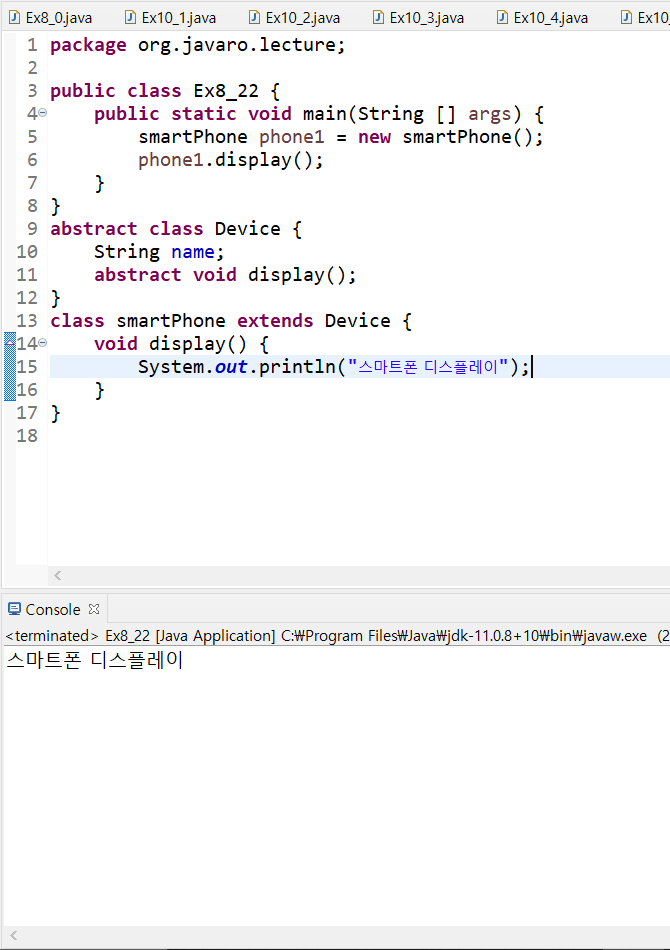 Ex8_0.java Ex10_1.java Ex10_2.java Ex10_3.java Ex10_4.java Ex10_
1 package org.javaro.lecture;
2
3 public class Ex8_22 {
4 public static void main(String [] args) {
5 smartPhone phone1 = new smartPhone();
6 phone1.display();
7 }
8 }
9 abstract class Device {
10 String name;
11 abstract void display();
12 }
13 class smartPhone extends Device {
14 void display() {
15 System.out.println("스마트폰 디스플레이");
16 }
17 }
18
Console
<terminated> Ex8_22 [Java Application] C:₩Program Files₩Java₩jdk-11.0.8+10₩bin₩javaw.exe (2
스마트폰 디스플레이